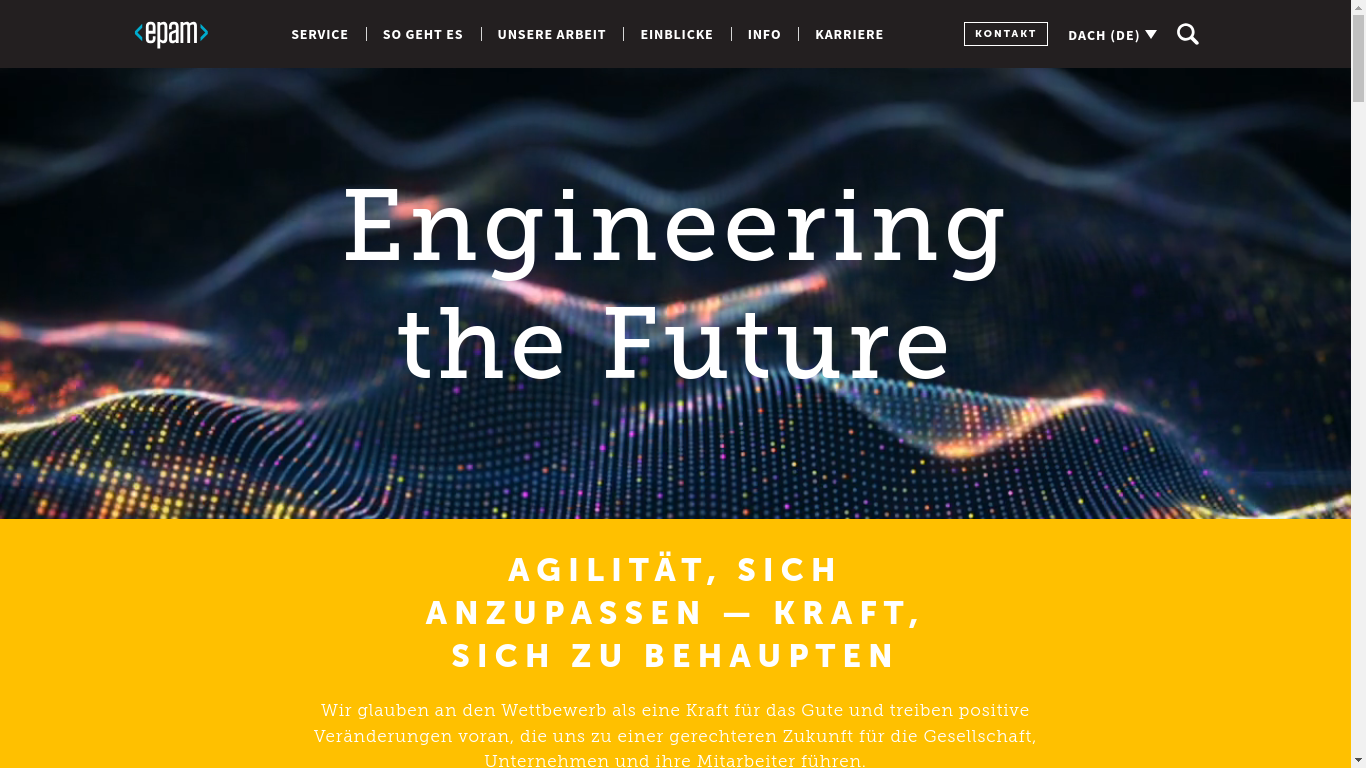 <epam>
SERVICE
SO GEHT ES
UNSERE ARBEIT
EINBLICKE
INFO
KARRIERE
KONTAKT
DACH (DE)
Engineering
the Future
AGILITÄT, SICH
ANZUPASSEN — KRAFT,
SICH ZU BEHAUPTEN
Wir glauben an den Wettbewerb als eine Kraft für das Gute und treiben positive
Veränderungen voran, die uns zu einer gerechteren Zukunft für die Gesellschaft,
Unternehmen und ihre Mitarbeiter führen.